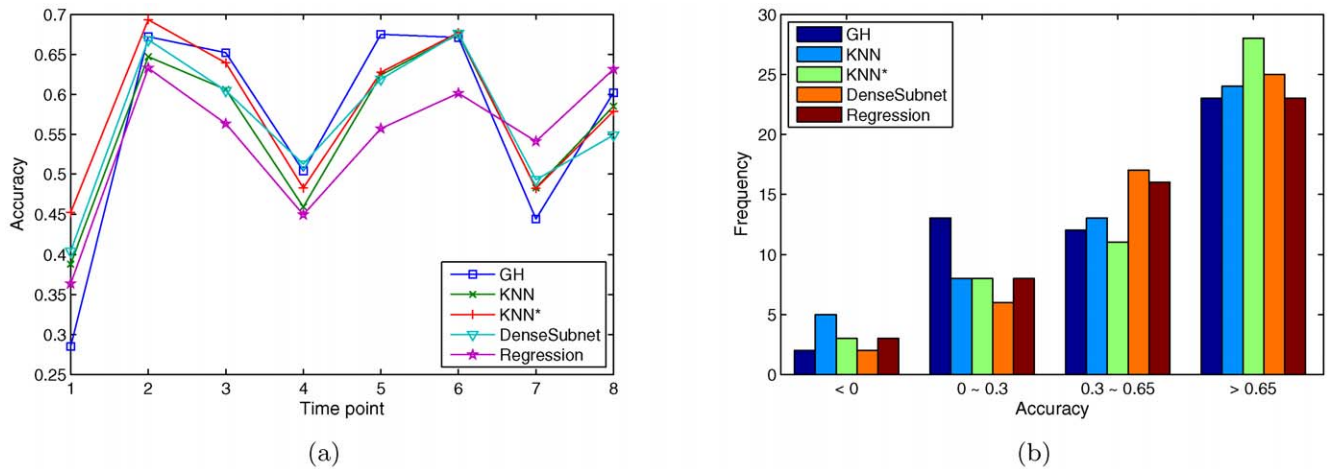 0.7
0.65
0.6
0.55
0.5
0.45
0.4
0.35
0.3
0.25
Accuracy
1 2 3 4 5 6 7 8
Time point
GH
KNN
KNN*
DenseSubnet
Regression
(a)
30
25
20
15
10
5
0
Frequency
GH
KNN
KNN*
DenseSubnet
Regression
< 0 0 ~ 0.3 0.3 ~ 0.65 > 0.65
Accuracy
(b)